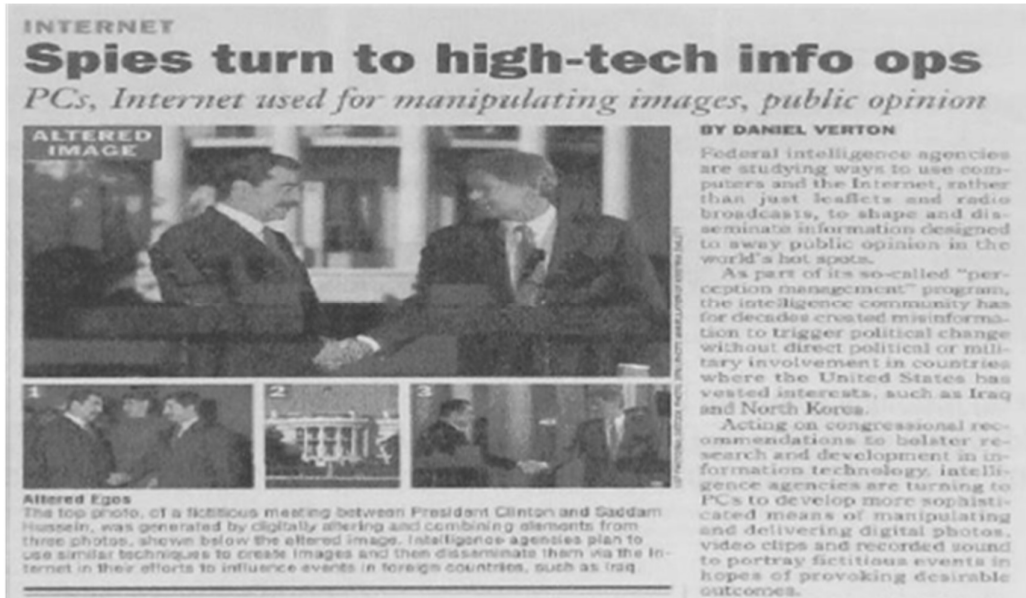 INTERNET
Spies turn to high-tech info ops
PCs, Internet used for manipulating images, public opinion
ALTERED
IMAGE
1
2
3
Altered Egos
The top photo, of a fictitious meeting between President Clinton and Saddam
Hussein, was generated by digitally altering and combining elements from
three photos, shown below the altered image. Intelligence agencies plan to
use similar techniques to create images and then disseminate them via the In-
ternet in their efforts to influence events in foreign countries, such as Iraq.
BY DANIEL VERTON
Federal intelligence agencies
are studying ways to use com-
puters and the Internet, rather
than just leaflets and radio
broadcasts, to shape and dis-
seminate information designed
to sway public opinion in the
world's hot spots.
As part of its so-called "per-
ception management" program,
the intelligence community has
for decades created misinforma-
tion to trigger political change
without direct political or mili-
tary involvement in countries
where the United States has
vested interests, such as Iraq
and North Korea.
Acting on congressional rec-
ommendations to bolster re-
search and development in in-
formation technology, intelli-
gence agencies are turning to
PCs to develop more sophisti-
cated means of manipulating
and delivering digital photos,
video clips and recorded sound
to portray fictitious events in
hopes of provoking desirable
outcomes.